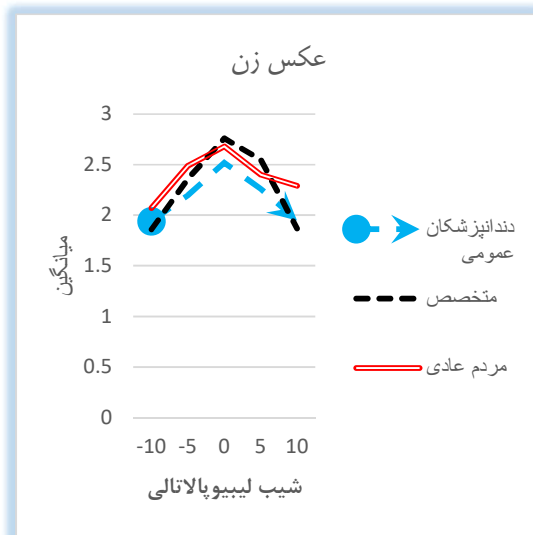 عکس زن
3
2.5
2
1.5
1
0.5
0
میانگین
-10 -5 0 5 10
شیب لیبیوپالاتالی
دندانپزشکان
عمومی
متخصص
مردم عادی